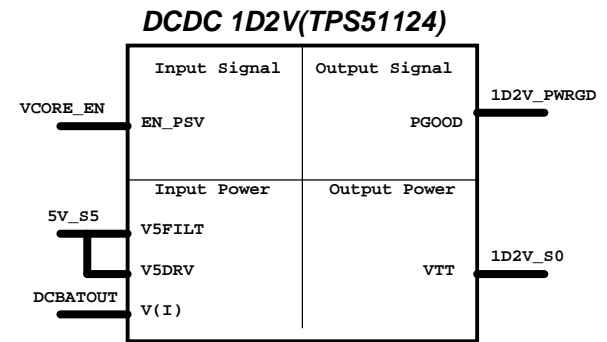 DCDC 1D2V(TPS51124)
Input Signal
Output Signal
VCORE_EN
EN_PSV
PGOOD
1D2V_PWRGD
Input Power
Output Power
5V_S5
V5FILT
V5DRV
VTT
1D2V_S0
DCBATOUT
V(I)